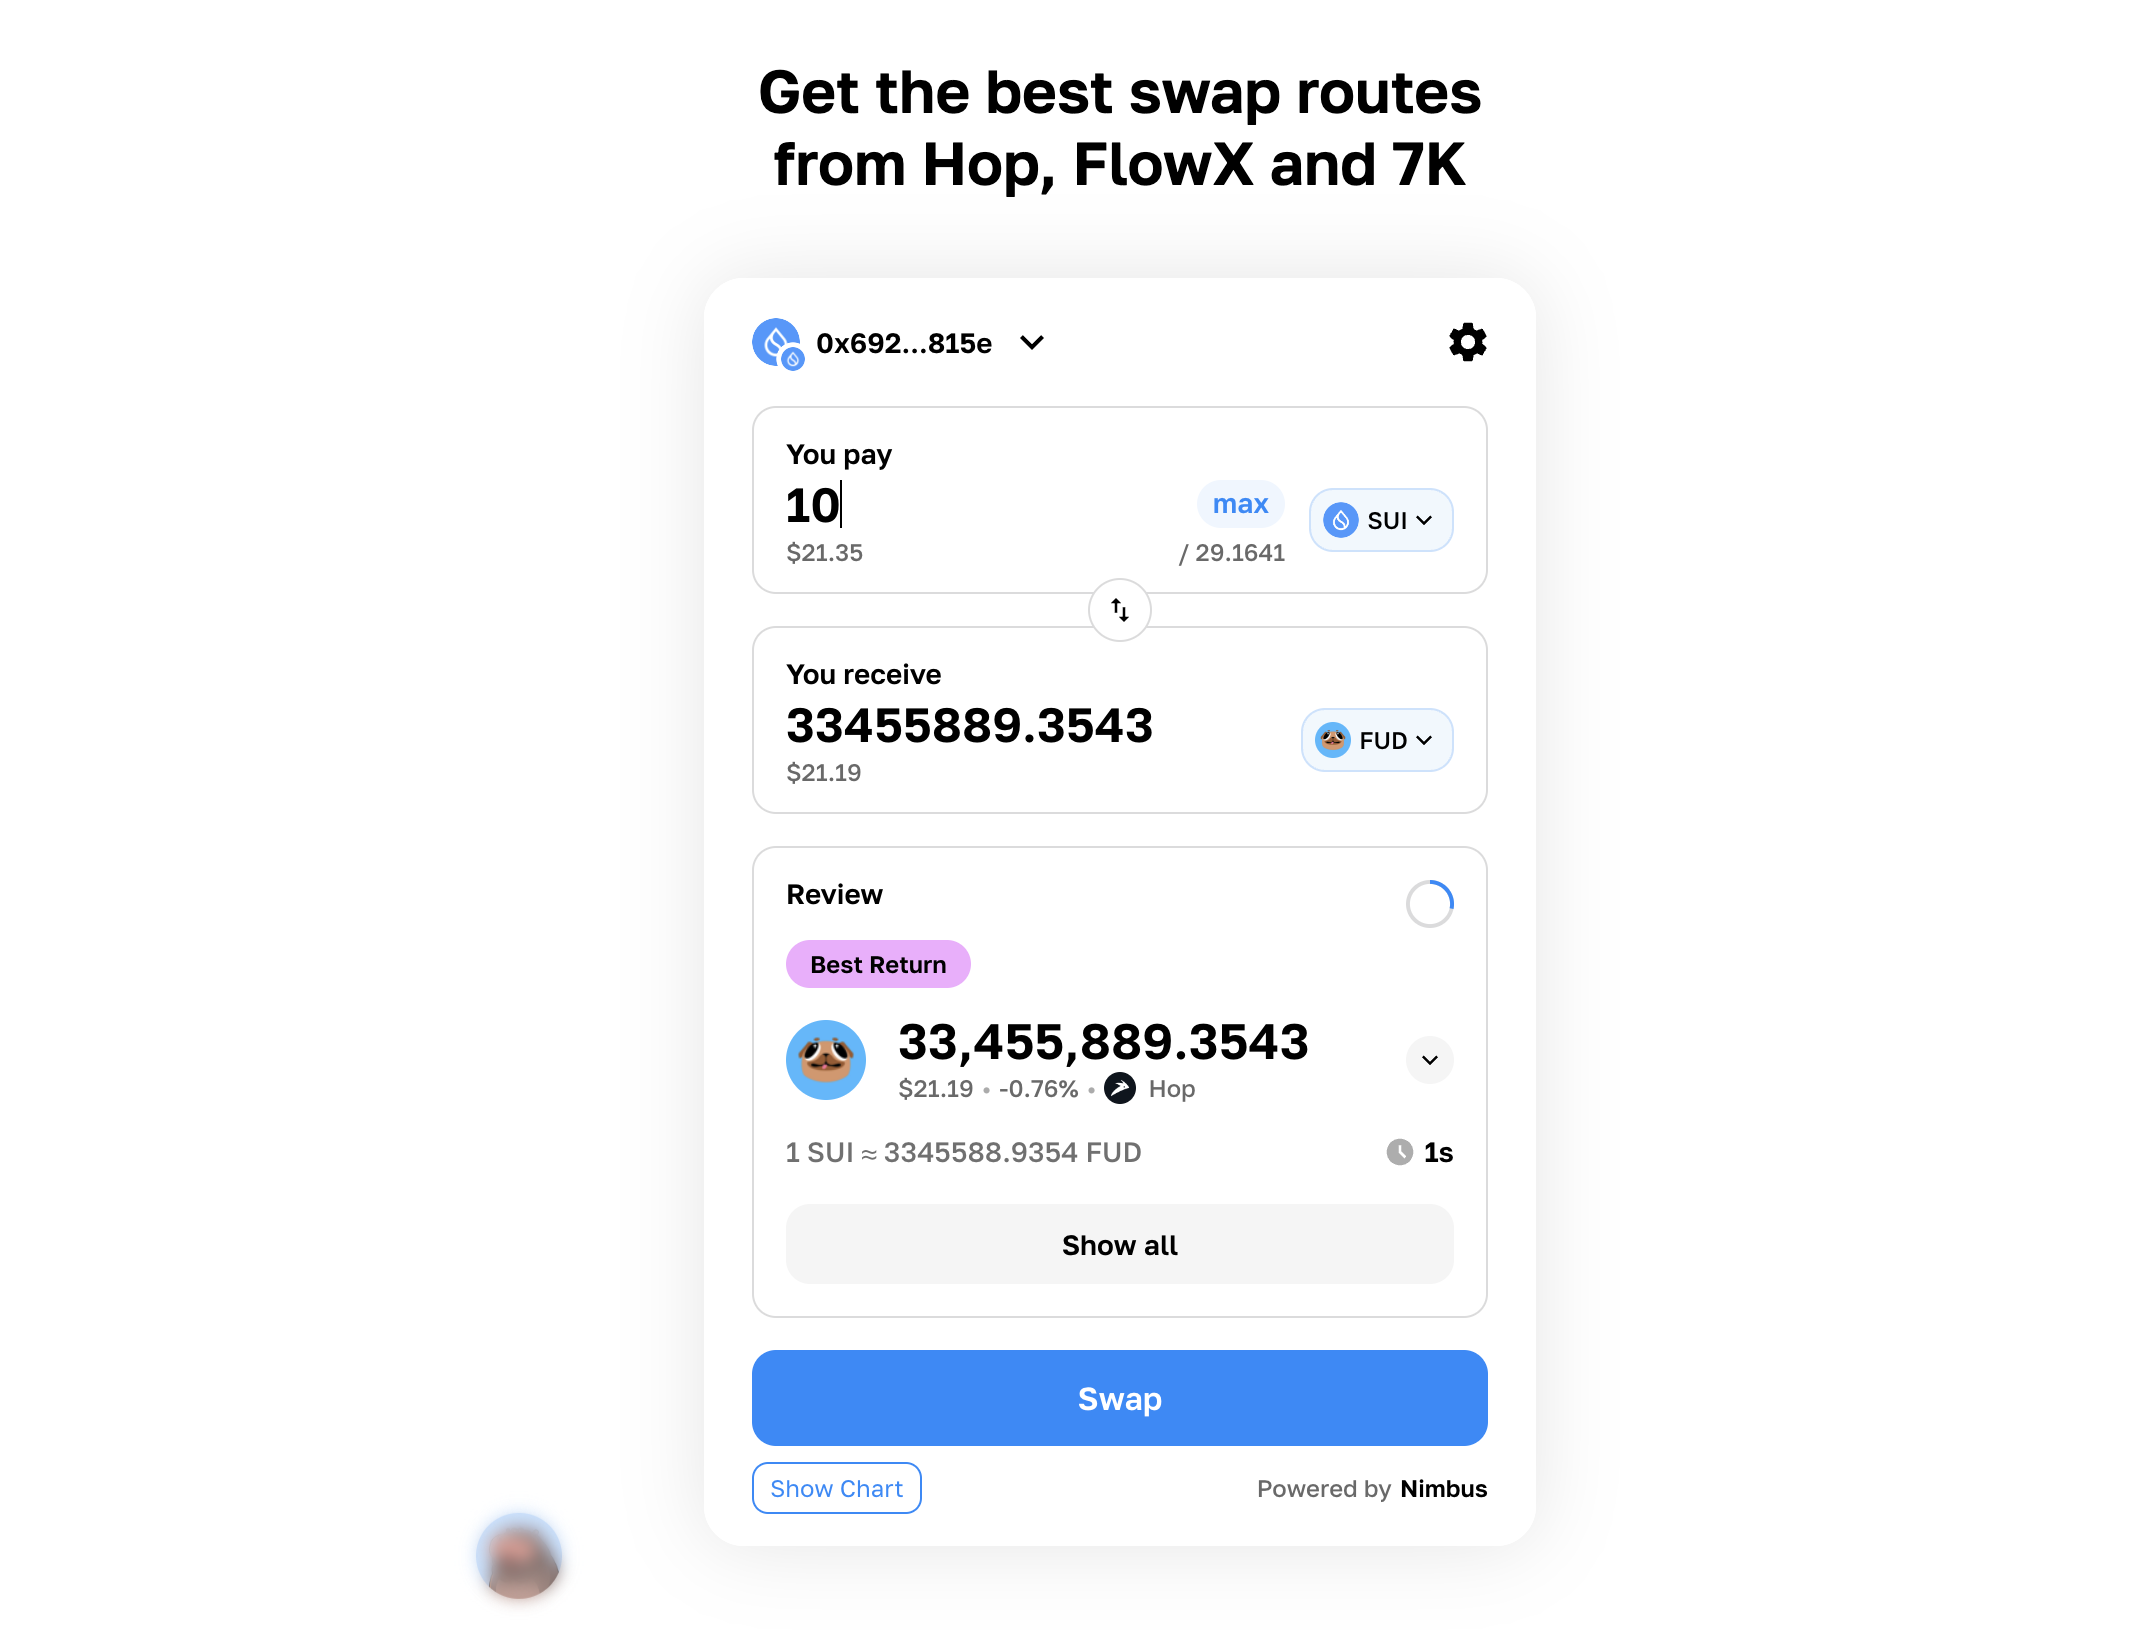 Get the best swap routes
from Hop, FlowX and 7K
0x692...815e
You pay
10
max
SUI
$21.35
/ 29.1641
You receive
33455889.3543
FUD
$21.19
Review
Best Return
33,455,889.3543
$21.19 • -0.76% • Hop
1 SUI ≈ 3345588.9354 FUD
1s
Show all
Swap
Show Chart
Powered by Nimbus